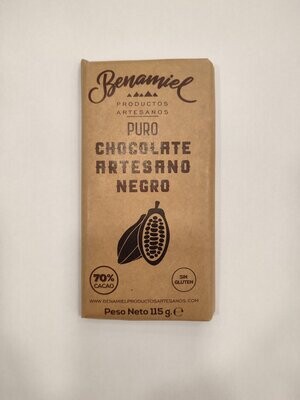 Benamiel
PRODUCTOS
ARTESANOS
PURO
CHOCOLATE
ARTESANO
NEGRO
70%
CACAO
SIN
GLUTEN
WWW.BENAMIELPRODUCTOSARTESANOS.COM
Peso Neto 115 g. ℮